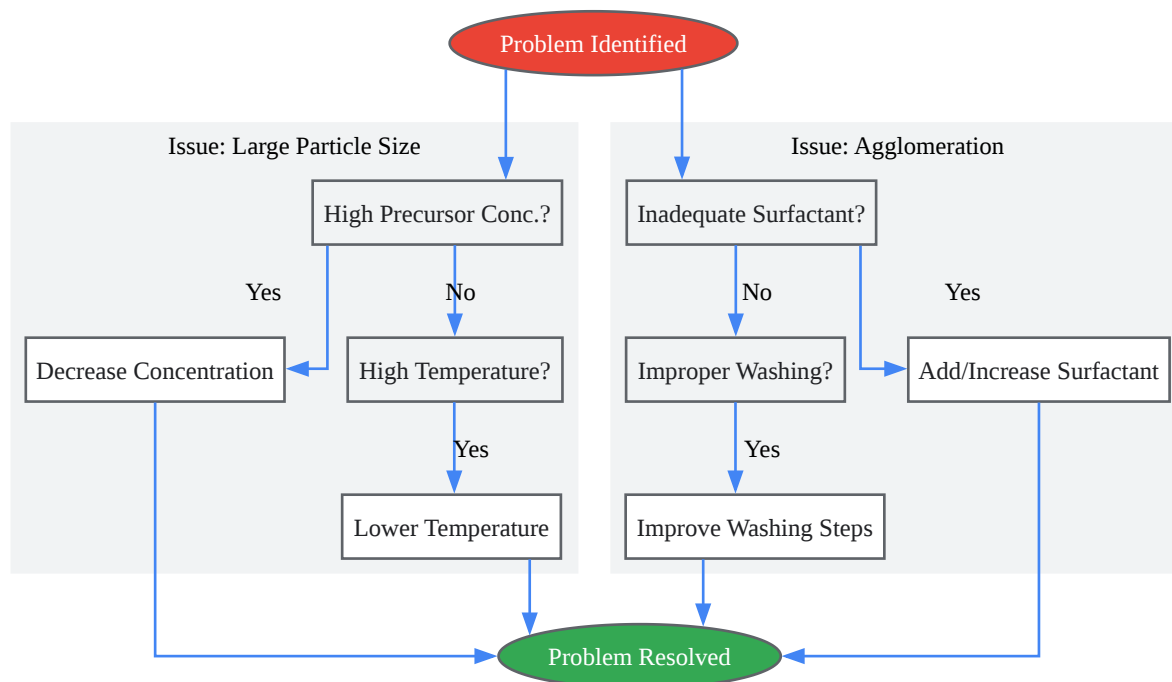 Problem Identified
Issue: Large Particle Size
Issue: Agglomeration
High Precursor Conc.?
Inadequate Surfactant?
Yes
No
No
Yes
Decrease Concentration
High Temperature?
Improper Washing?
Add/Increase Surfactant
Yes
Yes
Lower Temperature
Improve Washing Steps
Problem Resolved